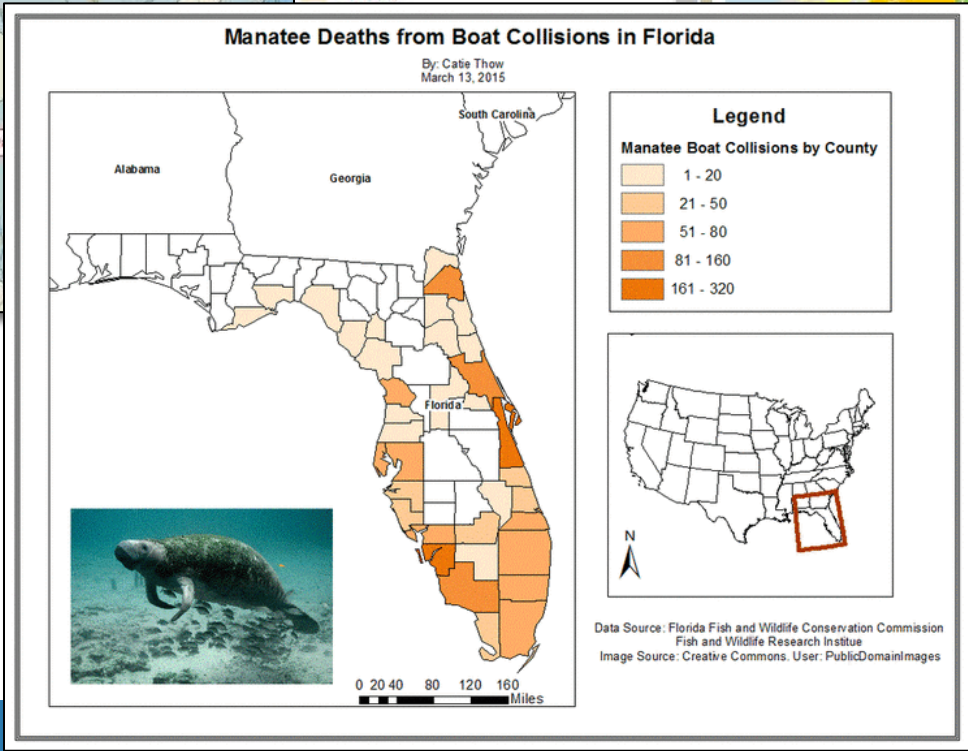 Manatee Deaths from Boat Collisions in Florida
By: Catie Thow
March 13, 2015
South Carolina
Alabama
Georgia
Florida
0 20 40 80 120 160
Miles
Legend
Manatee Boat Collisions by County
1 - 20
21 - 50
51 - 80
81 - 160
161 - 320
N
Data Source: Florida Fish and Wildlife Conservation Commission
Fish and Wildlife Research Institue
Image Source: Creative Commons. User: PublicDomainImages